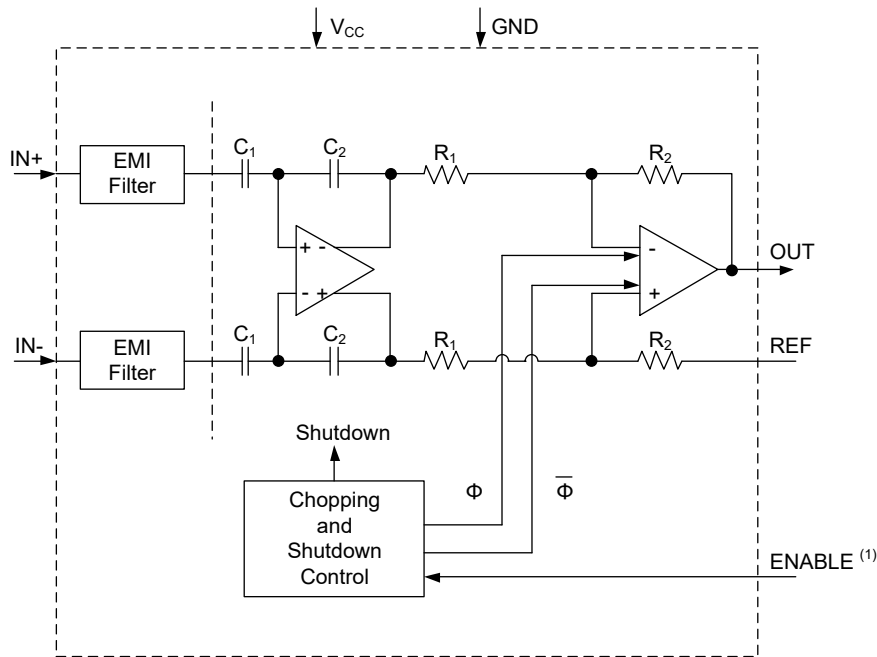 V_CC
GND
IN+
EMI
Filter
C₁
C₂
R₁
R₂
+ -
-
OUT
- +
+
IN-
EMI
Filter
C₁
C₂
R₁
R₂
REF
Shutdown
Chopping
and
Shutdown
Control
Φ
Φ̅
ENABLE (1)